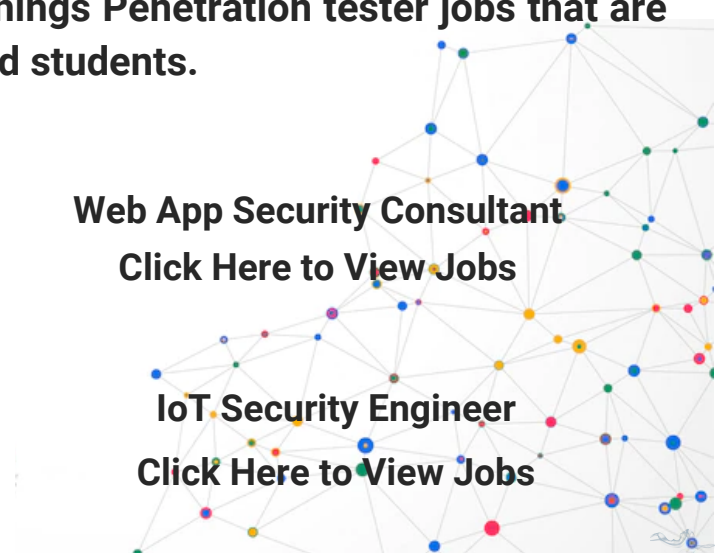 Penetration tester jobs that are
students.
Web App Security Consultant
Click Here to View Jobs
IoT Security Engineer
Click Here to View Jobs